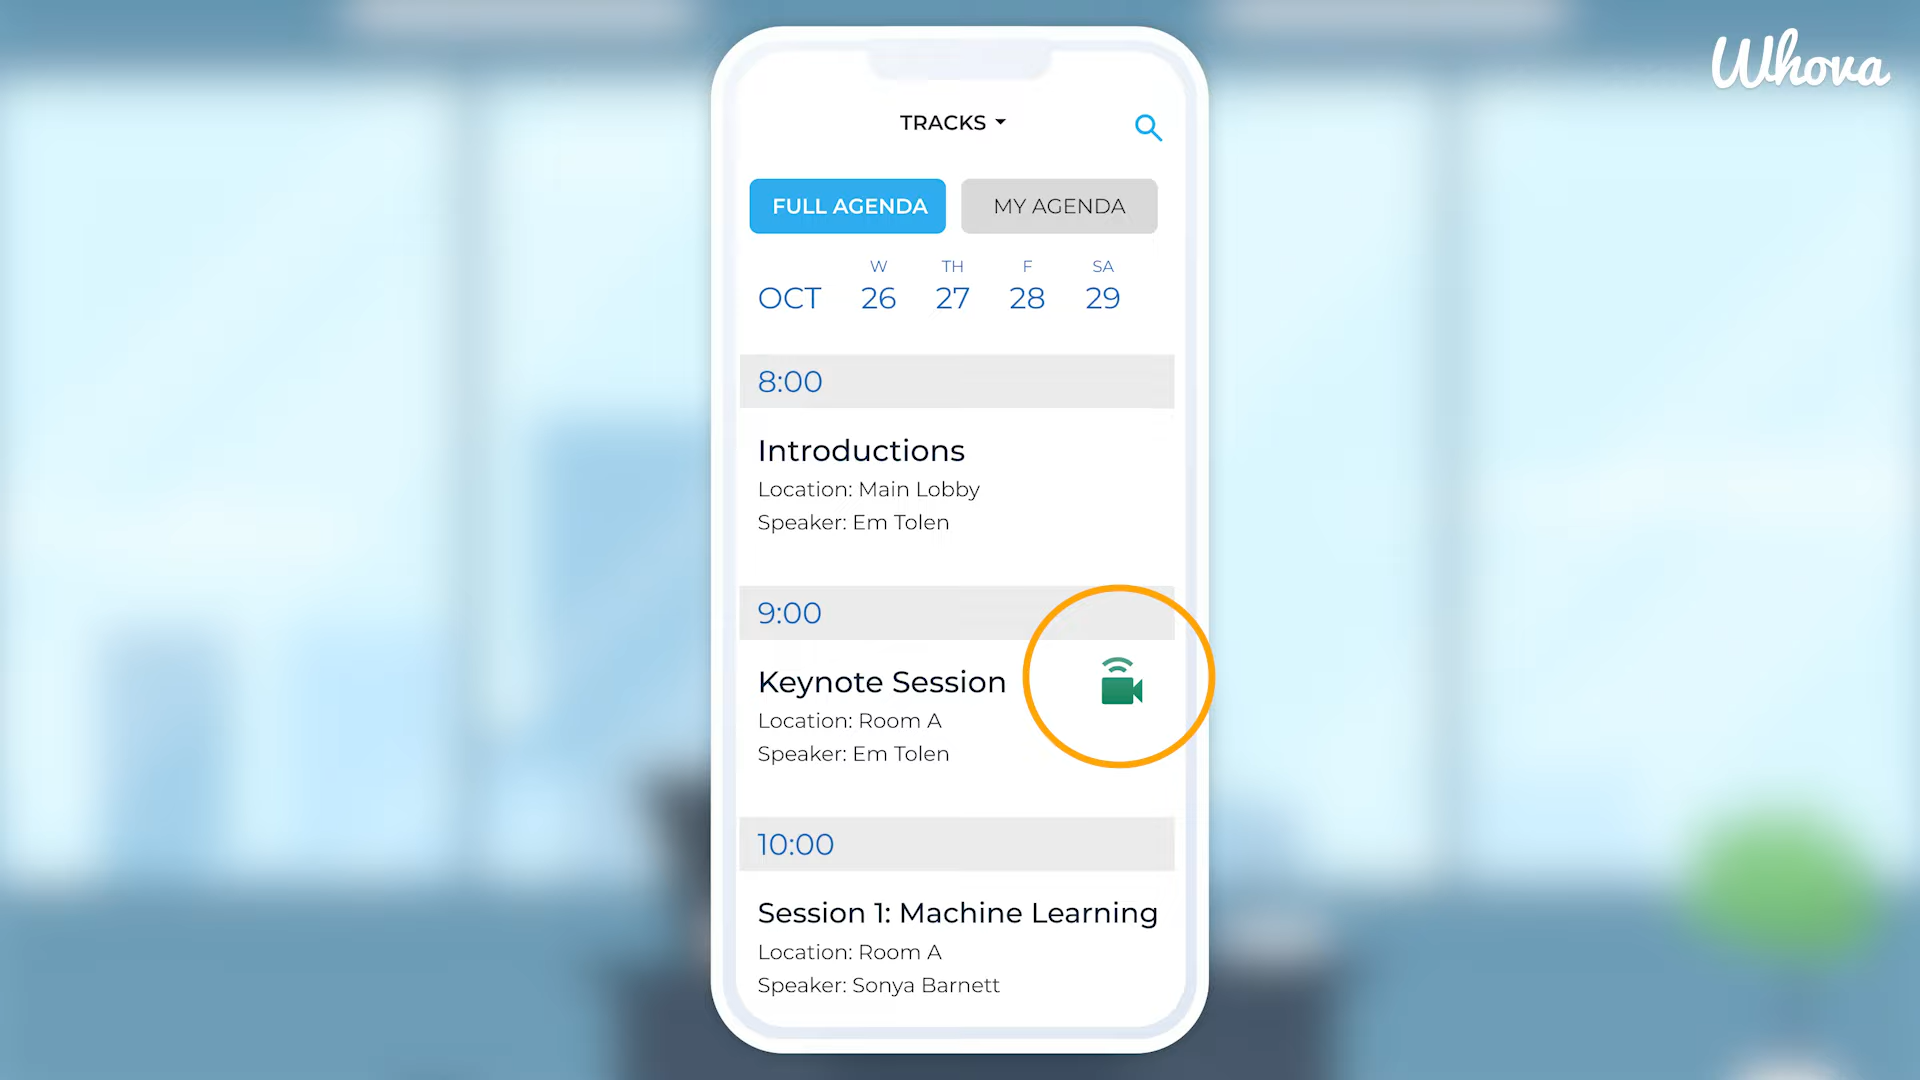 Whova
TRACKS
FULL AGENDA
MY AGENDA
W TH F SA
OCT 26 27 28 29
8:00
Introductions
Location: Main Lobby
Speaker: Em Tolen
9:00
Keynote Session
Location: Room A
Speaker: Em Tolen
10:00
Session 1: Machine Learning
Location: Room A
Speaker: Sonya Barnett